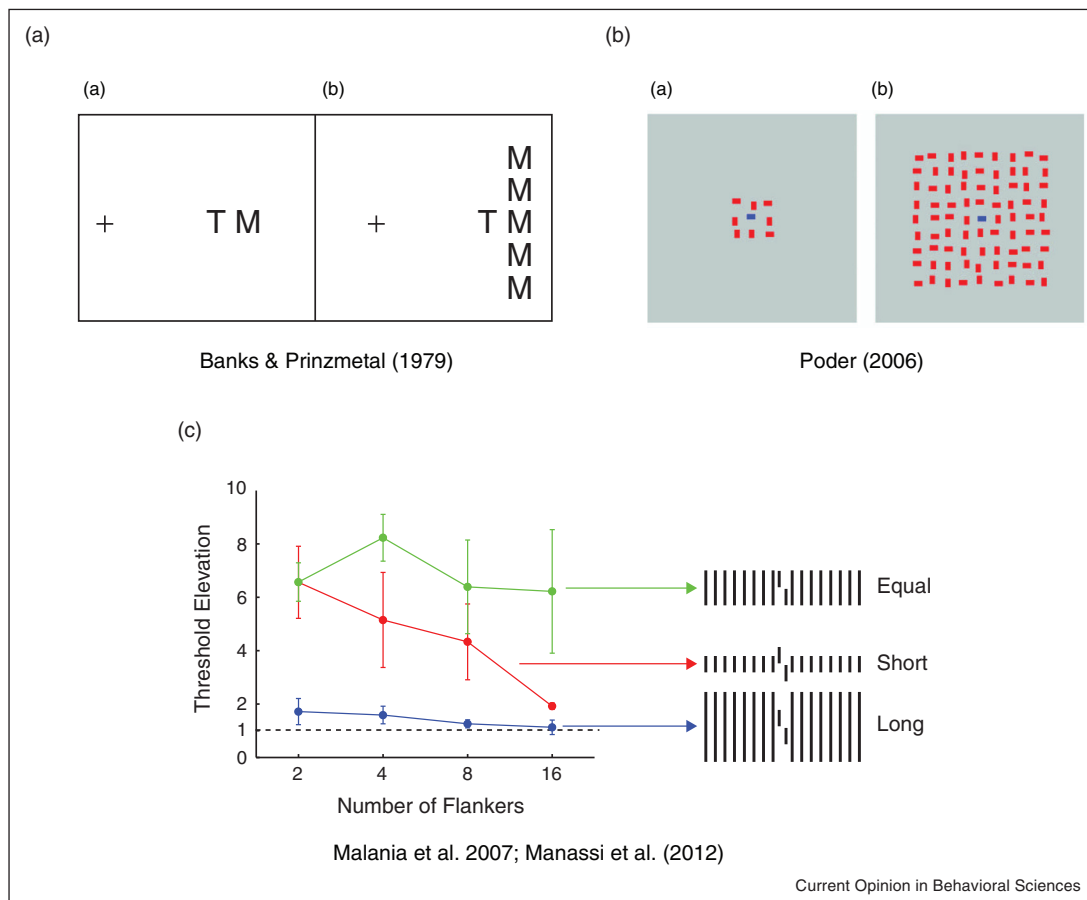 (a)
(b)
(a)
(b)
+
T M
+
M
M
T M
M
M
Banks & Prinzmetal (1979)
(a)
(b)
Poder (2006)
(c)
Threshold Elevation
10
8
6
4
2
1
0
2
4
8
16
Number of Flankers
Equal
Short
Long
Malania et al. 2007; Manassi et al. (2012)
Current Opinion in Behavioral Sciences